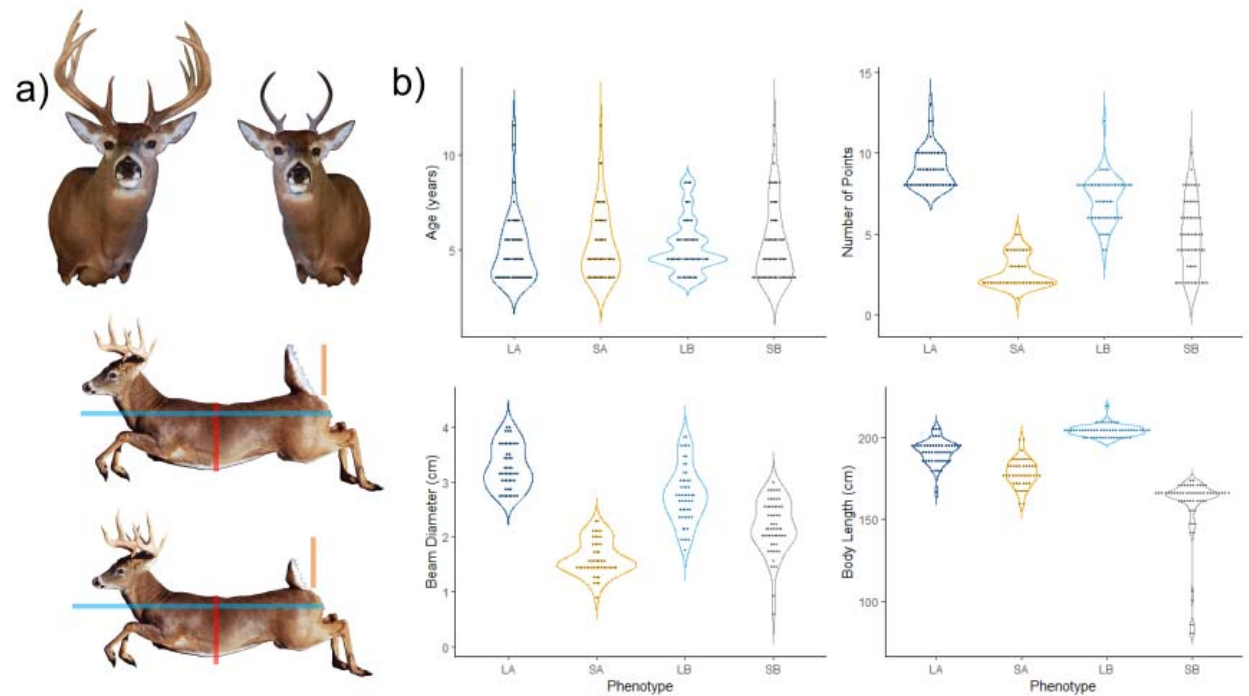 a)
b)
Age (years)
10
5
LA SA LB SB
Number of Points
15
10
5
0
LA SA LB SB
Beam Diameter (cm)
4
3
2
1
0
LA SA LB SB
Phenotype
Body Length (cm)
200
150
100
LA SA LB SB
Phenotype